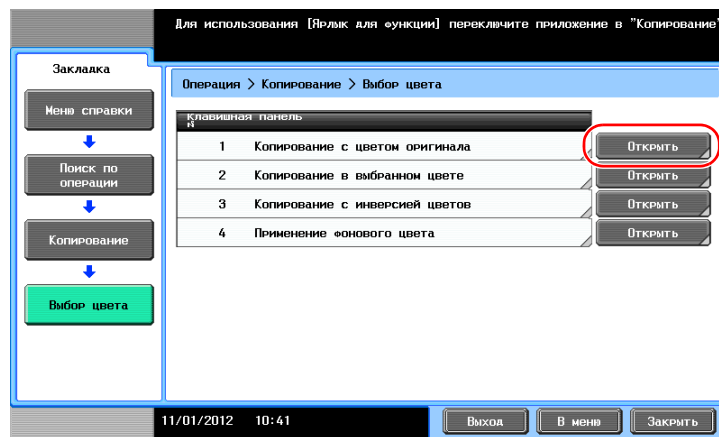 Для использования [Ярлык для функции] переключите приложение в "Копирование"
Закладка
Операция > Копирование > Выбор цвета
Меню справки
Поиск по
операции
Копирование
Выбор цвета
Клавишная панель
1 Копирование с цветом оригинала Открыть
2 Копирование в выбранном цвете Открыть
3 Копирование с инверсией цветов Открыть
4 Применение фонового цвета Открыть
11/01/2012 10:41
Выход
В меню
Закрыть